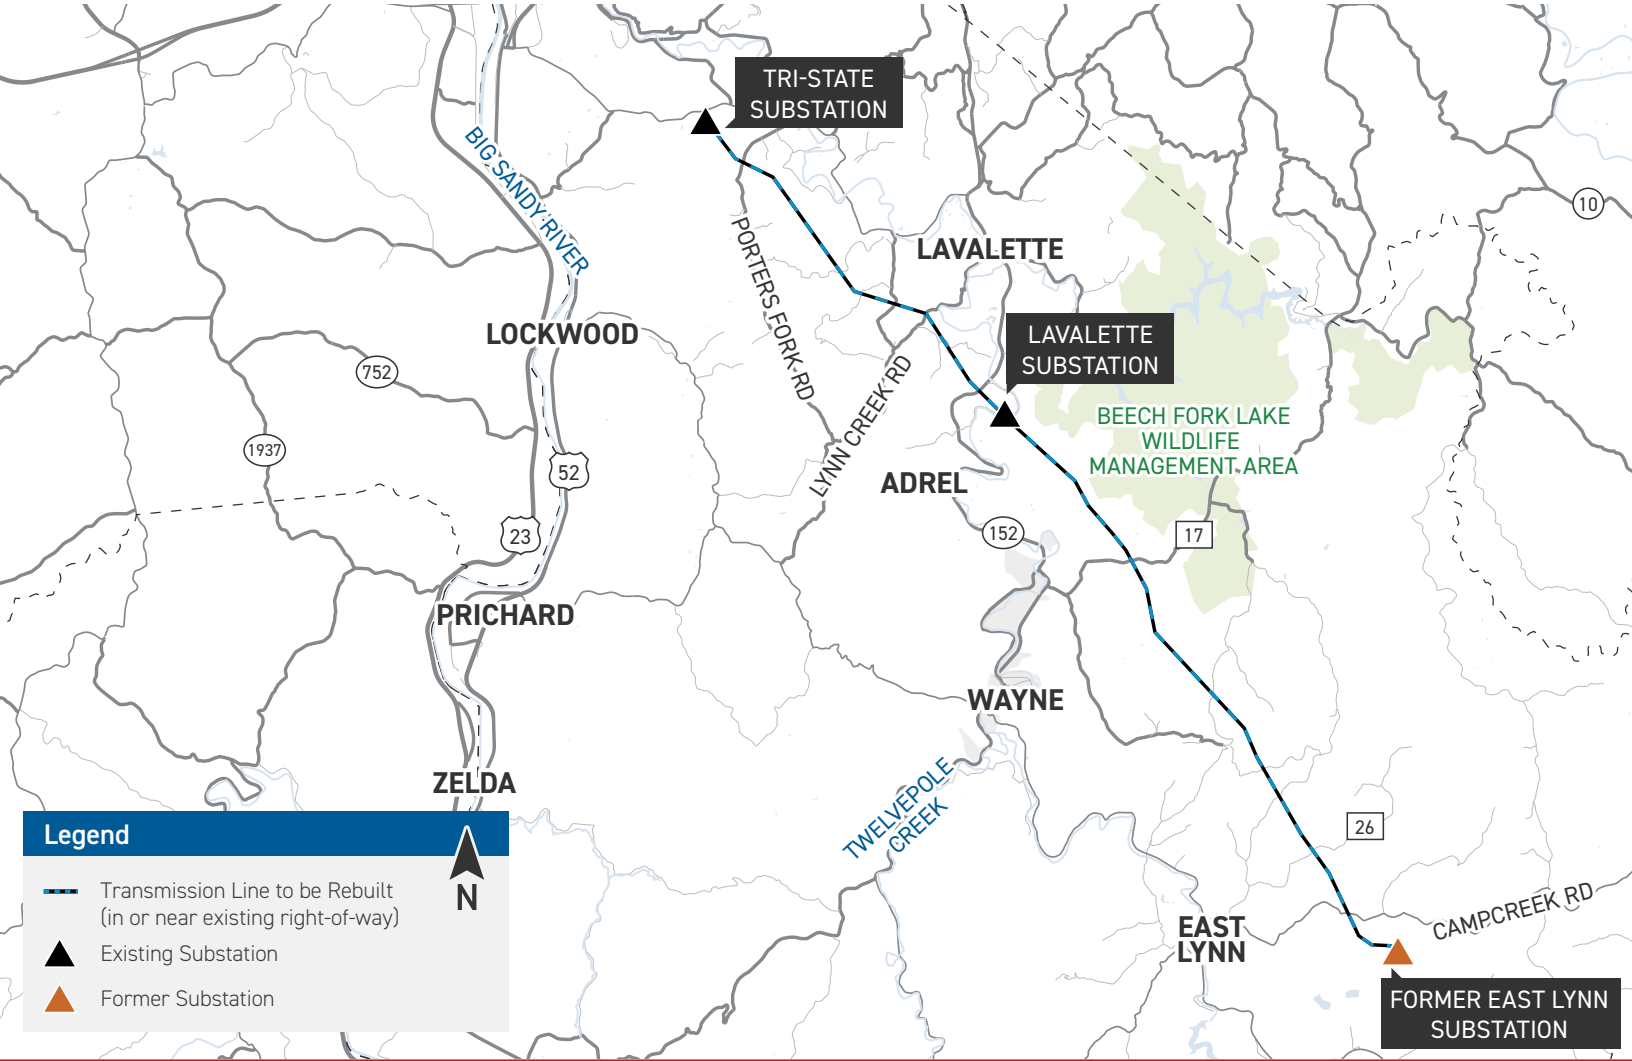 TRI-STATE
SUBSTATION
BIG SANDY RIVER
10
PORTERS FORK RD
LAVALETTE
LOCKWOOD
LAVALETTE
SUBSTATION
752
LYNN CREEK RD
BEECH FORK LAKE
WILDLIFE
MANAGEMENT AREA
1937
52
ADREL
23
152
17
PRICHARD
WAYNE
ZELDA
TWELVEPOLE
CREEK
26
Legend
N
Transmission Line to be Rebuilt
(in or near existing right-of-way)
Existing Substation
Former Substation
CAMPCREEK RD
EAST
LYNN
FORMER EAST LYNN
SUBSTATION